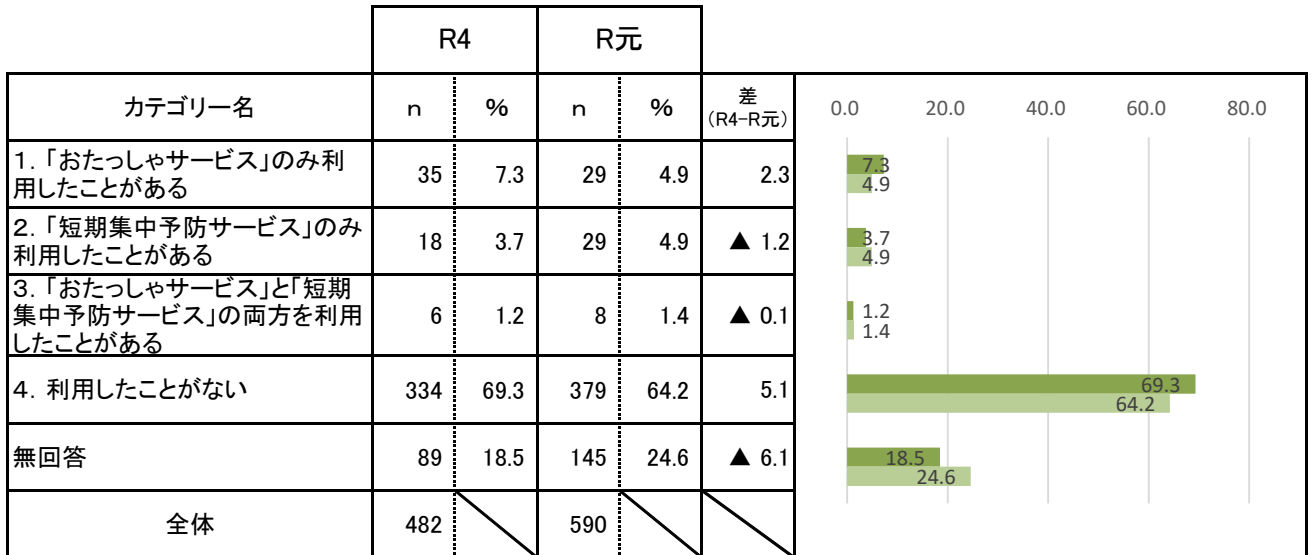 R4 R元
カテゴリー名 n % n % 差
(R4-R元)
0.0 20.0 40.0 60.0 80.0
1.「おたっしゃサービス」のみ利
用したことがある
35 7.3 29 4.9 2.3
7.3
4.9
2.「短期集中予防サービス」のみ
利用したことがある
18 3.7 29 4.9 ▲ 1.2
3.7
4.9
3.「おたっしゃサービス」と「短期
集中予防サービス」の両方を利用
したことがある
6 1.2 8 1.4 ▲ 0.1
1.2
1.4
4. 利用したことがない 334 69.3 379 64.2 5.1
69.3
64.2
無回答 89 18.5 145 24.6 ▲ 6.1
18.5
24.6
全体 482 590